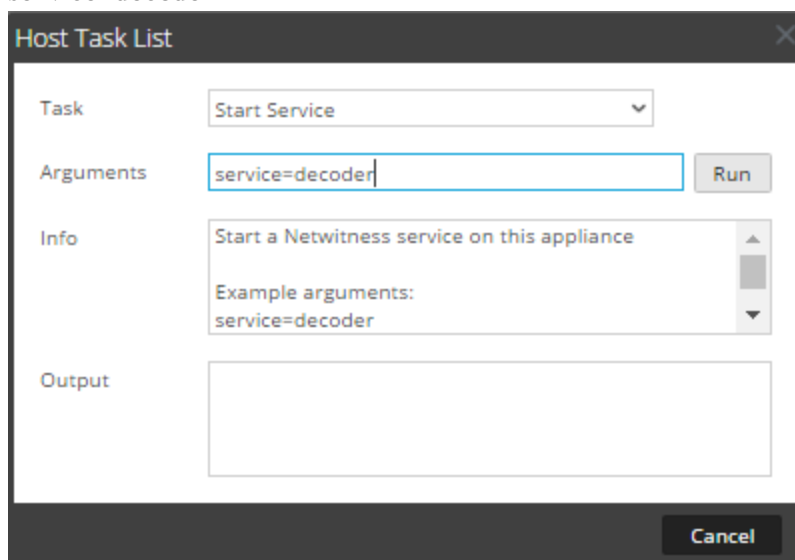 Host Task List
Task
Start Service
Arguments
service=decoder
Run
Info
Start a Netwitness service on this appliance
Example arguments:
service=decoder
Output
Cancel